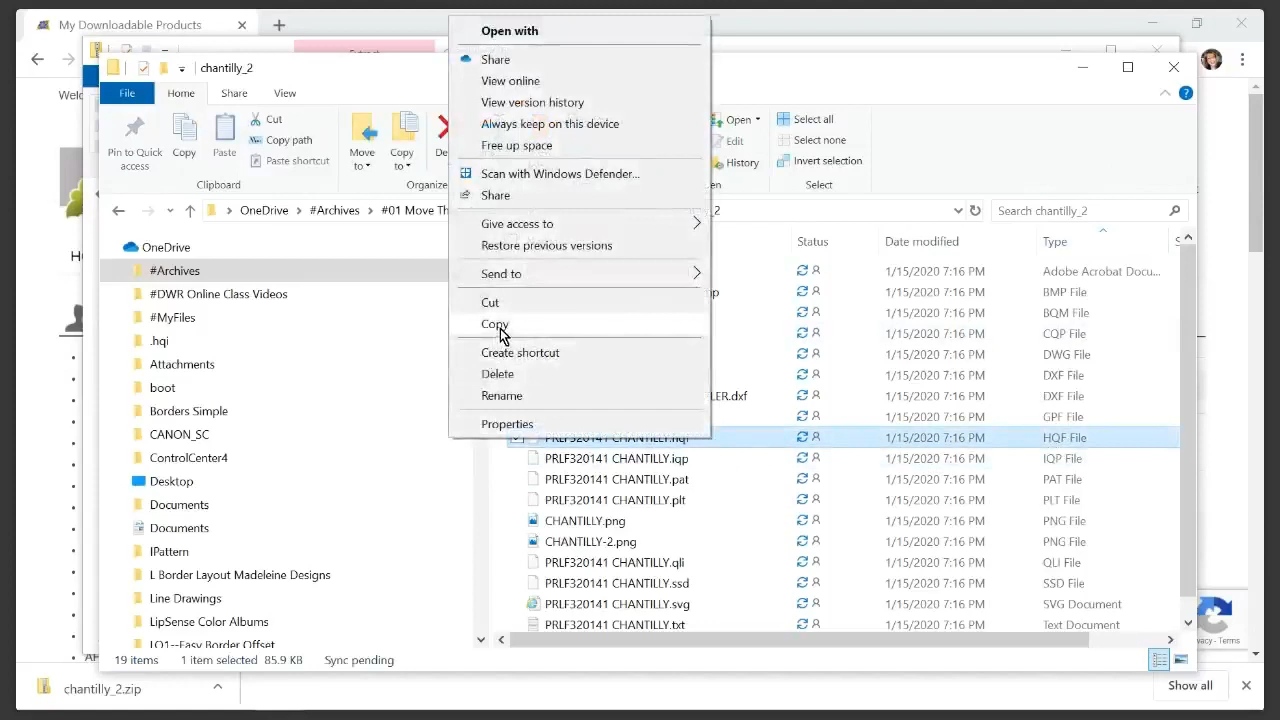 My Downloadable Products
chantilly_2
File Home Share View
Pin to Quick access
Copy
Paste
Cut
Copy path
Paste shortcut
Clipboard
Move to
Copy to
Organize
Open
Edit
History
Select all
Select none
Invert selection
Select
OneDrive #Archives #01 Move Th
Search chantilly_2
OneDrive
#Archives
#DWR Online Class Videos
#MyFiles
.hqi
Attachments
boot
Borders Simple
CANON_SC
ControlCenter4
Desktop
Documents
Documents
IPattern
L Border Layout Madeleine Designs
Line Drawings
LipSense Color Albums
LO1--Easy Border Offset
Open with
Share
View online
View version history
Always keep on this device
Free up space
Scan with Windows Defender...
Share
Give access to
Restore previous versions
Send to
Cut
Copy
Create shortcut
Delete
Rename
Properties
Status Date modified Type
1/15/2020 7:16 PM Adobe Acrobat Docu...
1/15/2020 7:16 PM BMP File
1/15/2020 7:16 PM BQM File
1/15/2020 7:16 PM CQP File
1/15/2020 7:16 PM DWG File
1/15/2020 7:16 PM DXF File
LER.dxf 1/15/2020 7:16 PM DXF File
1/15/2020 7:16 PM GPF File
PRLF320141 CHANTILLY.hqf 1/15/2020 7:16 PM HQF File
PRLF320141 CHANTILLY.iqp 1/15/2020 7:16 PM IQP File
PRLF320141 CHANTILLY.pat 1/15/2020 7:16 PM PAT File
PRLF320141 CHANTILLY.plt 1/15/2020 7:16 PM PLT File
CHANTILLY.png 1/15/2020 7:16 PM PNG File
CHANTILLY-2.png 1/15/2020 7:16 PM PNG File
PRLF320141 CHANTILLY.qli 1/15/2020 7:16 PM QLI File
PRLF320141 CHANTILLY.ssd 1/15/2020 7:16 PM SSD File
PRLF320141 CHANTILLY.svg 1/15/2020 7:16 PM SVG Document
PRLF320141 CHANTILLY.txt 1/15/2020 7:16 PM Text Document
19 items 1 item selected 85.9 KB Sync pending
chantilly_2.zip
Show all